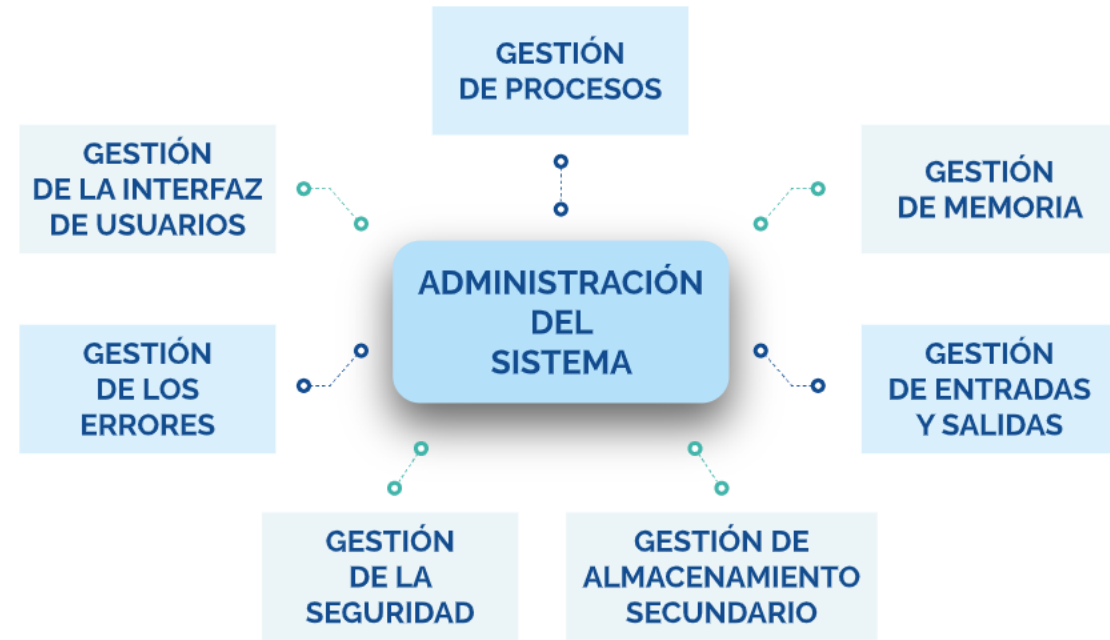 GESTIÓN
DE PROCESOS
GESTIÓN
DE LA INTERFAZ
DE USUARIOS
GESTIÓN
DE MEMORIA
ADMINISTRACIÓN
DEL
SISTEMA
GESTIÓN
DE LOS
ERRORES
GESTIÓN
DE ENTRADAS
Y SALIDAS
GESTIÓN
DE LA
SEGURIDAD
GESTIÓN DE
ALMACENAMIENTO
SECUNDARIO